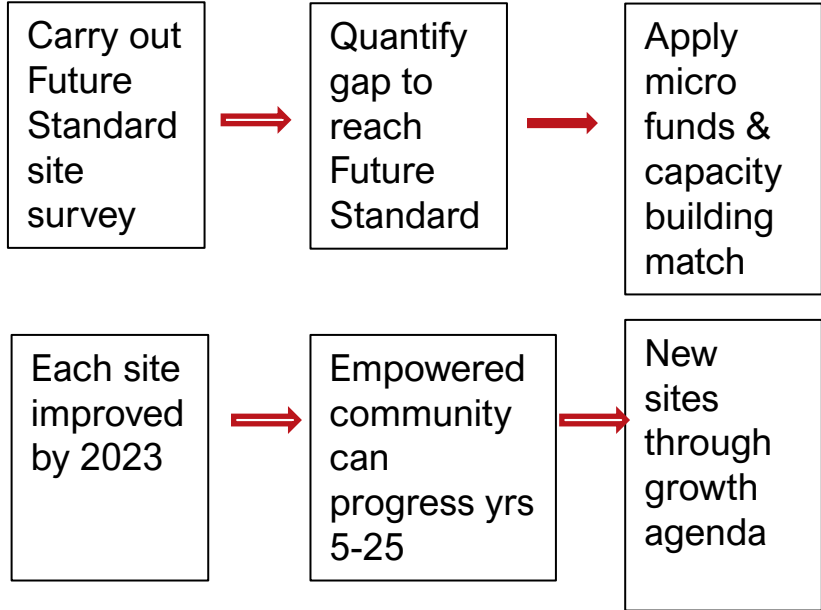 Carry out
Future
Standard
site
survey
Quantify
gap to
reach
Future
Standard
Apply
micro
funds &
capacity
building
match
Each site
improved
by 2023
Empowered
community
can
progress yrs
5-25
New
sites
through
growth
agenda